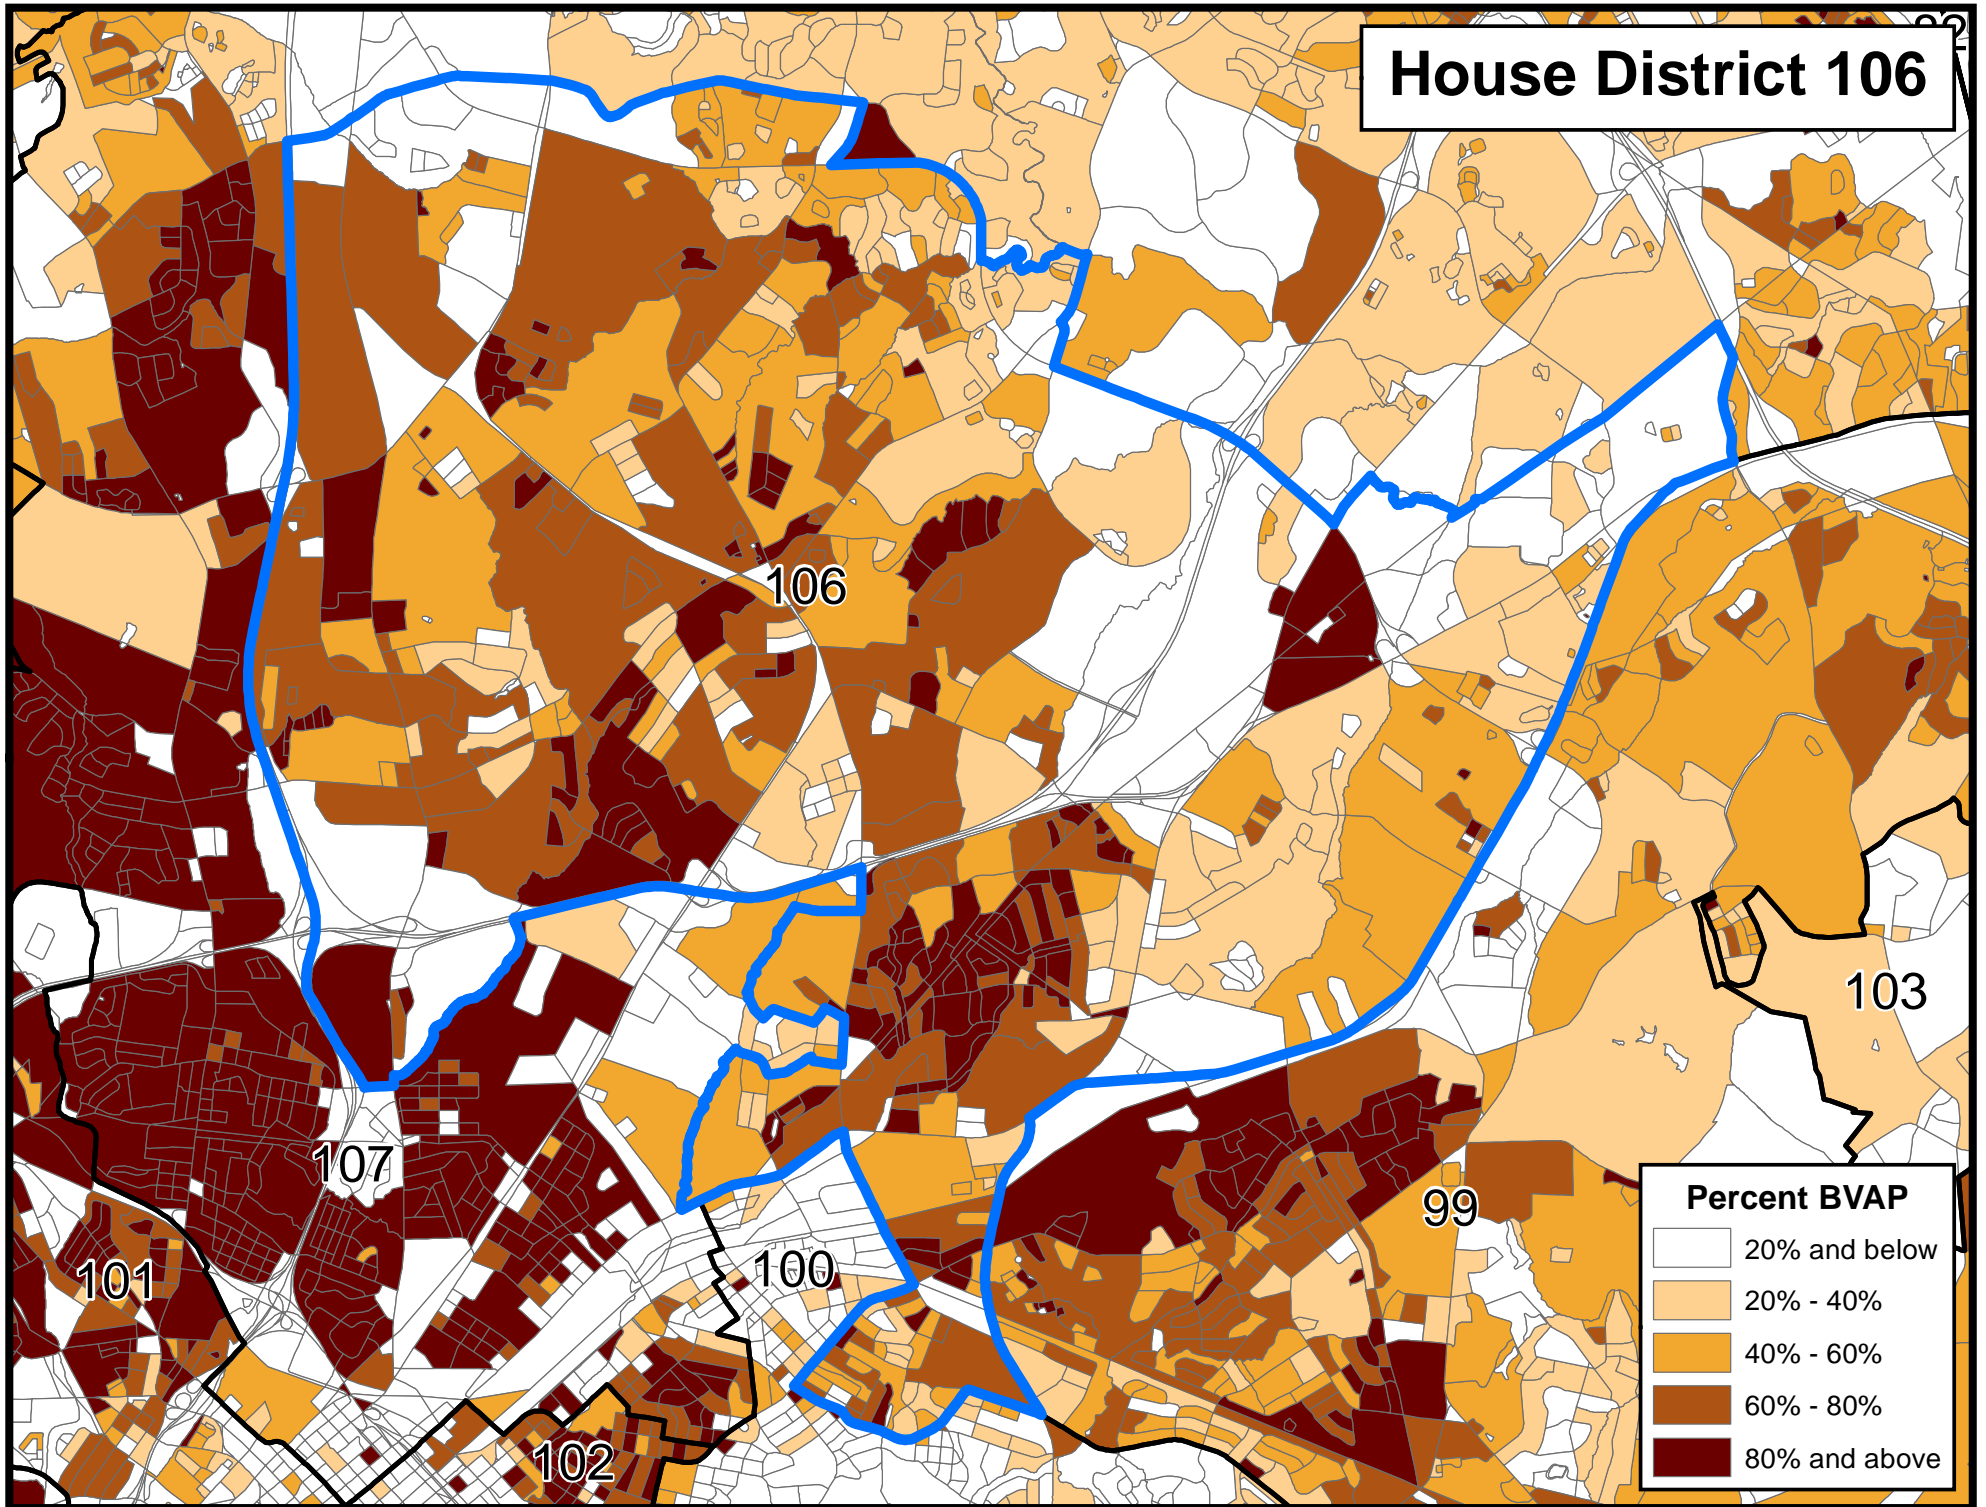 House District 106
106
103
107
99
101
100
102
Percent BVAP
20% and below
20% - 40%
40% - 60%
60% - 80%
80% and above